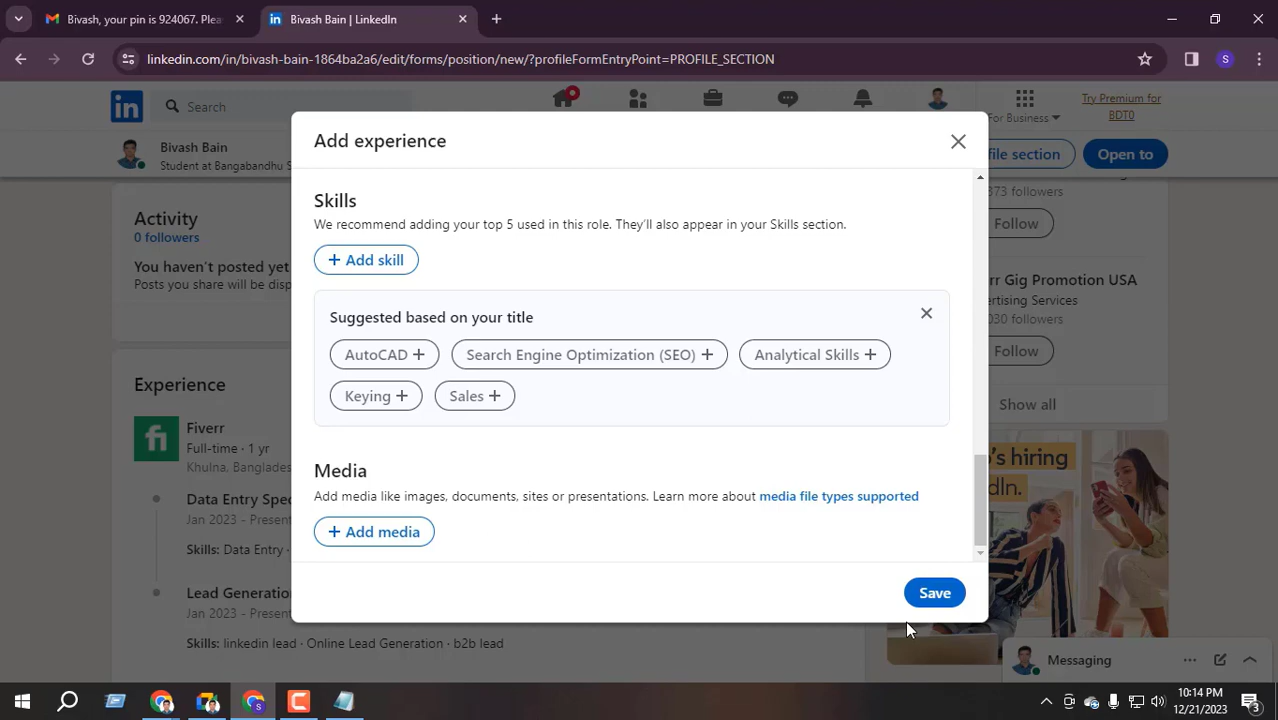 Bivash, your pin is 924067. Plea
Bivash Bain | LinkedIn
linkedin.com/in/bivash-bain-1864ba2a6/edit/forms/position/new/?profileFormEntryPoint=PROFILE_SECTION
S
in
Search
For Business
Try Premium for
BDT0
Bivash Bain
Student at Bangabandhu S
file section
Open to
Add experience
Skills
We recommend adding your top 5 used in this role. They'll also appear in your Skills section.
+ Add skill
Suggested based on your title
AutoCAD +
Search Engine Optimization (SEO) +
Analytical Skills +
Keying +
Sales +
Media
Add media like images, documents, sites or presentations. Learn more about media file types supported
+ Add media
Save
Activity
0 followers
You haven't posted yet
Posts you share will be disp
Experience
fi
Fiverr
Full-time · 1 yr
Khulna, Banglades
Data Entry Spec
Jan 2023 - Present
Skills: Data Entry ·
Lead Generation
Jan 2023 - Present
Skills: linkedin lead · Online Lead Generation · b2b lead
373 followers
Follow
rr Gig Promotion USA
ertising Services
030 followers
Follow
Show all
o's hiring
dIn.
Messaging
10:14 PM
12/21/2023
3